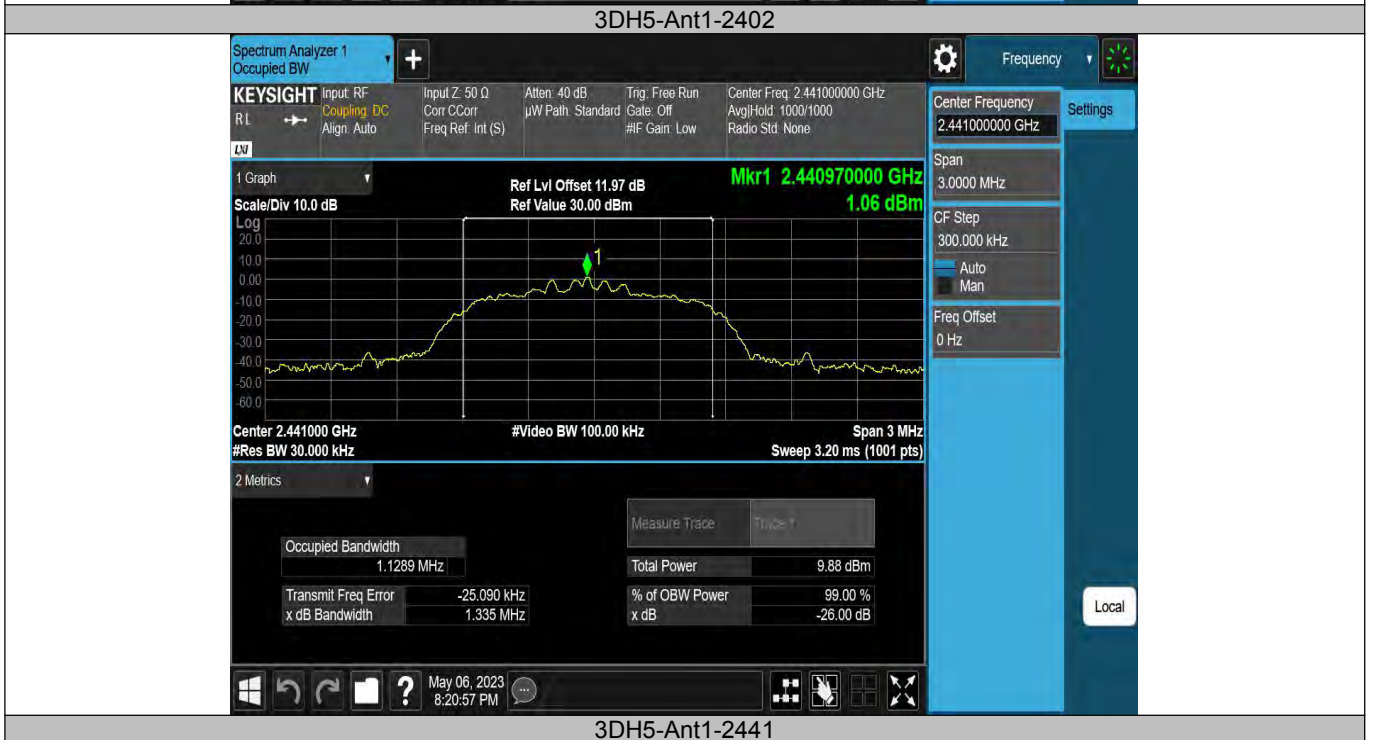 3DH5-Ant1-2402
Spectrum Analyzer 1
Occupied BW
+
Frequency
KEYSIGHT
R L
LXI
Input: RF
Coupling: DC
Align: Auto
Input Z: 50 Ω
Corr CCorr
Freq Ref: Int (S)
Atten: 40 dB
µW Path: Standard
Trig: Free Run
Gate: Off
#IF Gain: Low
Center Freq: 2.441000000 GHz
Avg|Hold: 1000/1000
Radio Std: None
Center Frequency
2.441000000 GHz
Settings
Span
3.0000 MHz
CF Step
300.000 kHz
Auto
Man
Freq Offset
0 Hz
Local
1 Graph
Scale/Div 10.0 dB
Ref Lvl Offset 11.97 dB
Ref Value 30.00 dBm
Mkr1 2.440970000 GHz
1.06 dBm
Log
20.0
10.0
0.00
-10.0
-20.0
-30.0
-40.0
-50.0
-60.0
1
Center 2.441000 GHz
#Video BW 100.00 kHz
Span 3 MHz
#Res BW 30.000 kHz
Sweep 3.20 ms (1001 pts)
2 Metrics
Measure Trace Trace 1
Occupied Bandwidth
1.1289 MHz
Total Power 9.88 dBm
Transmit Freq Error -25.090 kHz
% of OBW Power 99.00 %
x dB Bandwidth 1.335 MHz
x dB -26.00 dB
?
May 06, 2023
8:20:57 PM
3DH5-Ant1-2441